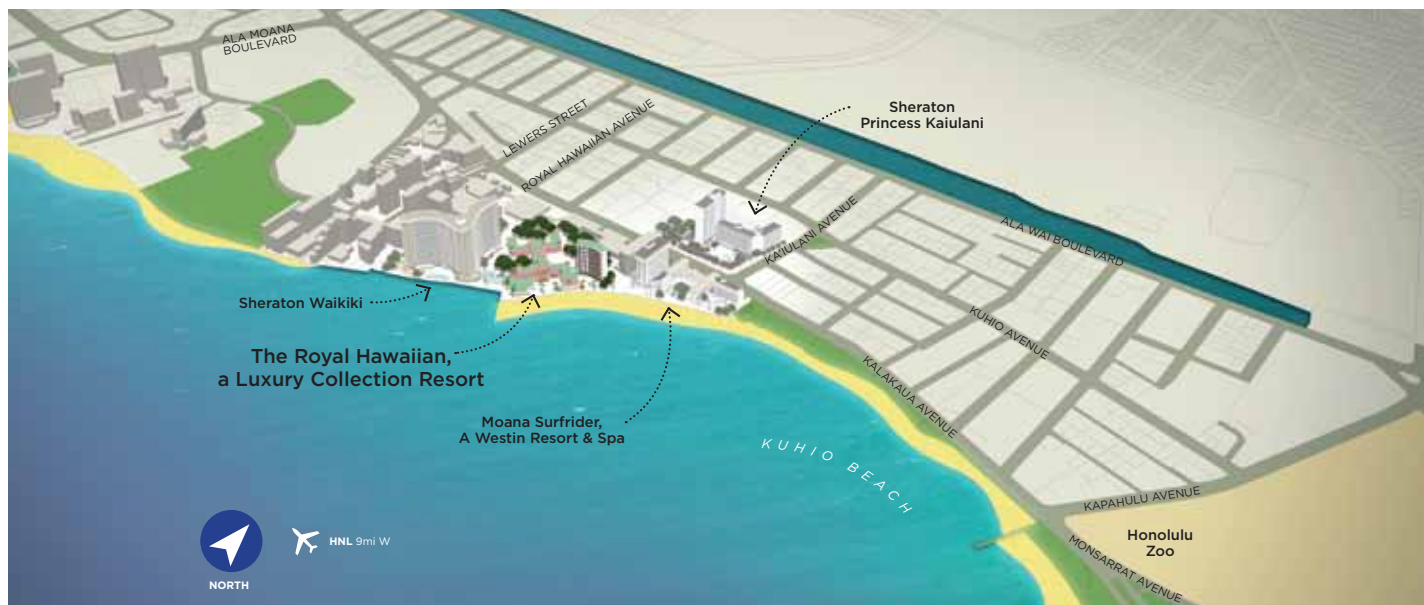 ALA MOANA
BOULEVARD
LEWERS STREET
ROYAL HAWAIIAN AVENUE
Sheraton
Princess Kaiulani
KA'IULANI AVENUE
ALA WAI BOULEVARD
Sheraton Waikiki
The Royal Hawaiian,
a Luxury Collection Resort
KUHIO AVENUE
KALAKAUA AVENUE
Moana Surfrider,
A Westin Resort & Spa
KUHIO BEACH
KAPAHULU AVENUE
Honolulu
Zoo
MONSARRAT AVENUE
HNL 9mi W
NORTH